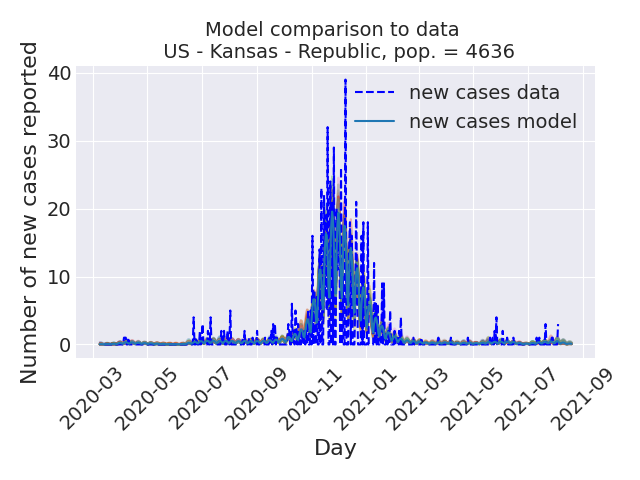 Model comparison to data
US - Kansas - Republic, pop. = 4636
Number of new cases reported
40
30
20
10
0
new cases data
new cases model
2020-03
2020-05
2020-07
2020-09
2020-11
2021-01
2021-03
2021-05
2021-07
2021-09
Day